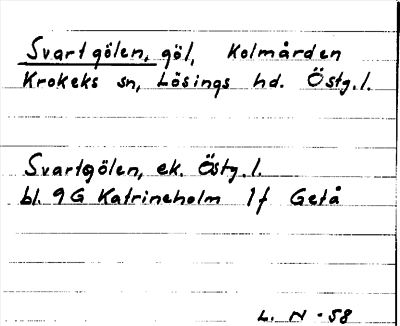 Svartgölen, göl, Kolmården
Krokeks sn, Lösings hd. Östg.l.
Svartgölen, ek. Östg.l.
bl. 9G Katrineholm 1f Getå
L. N -58